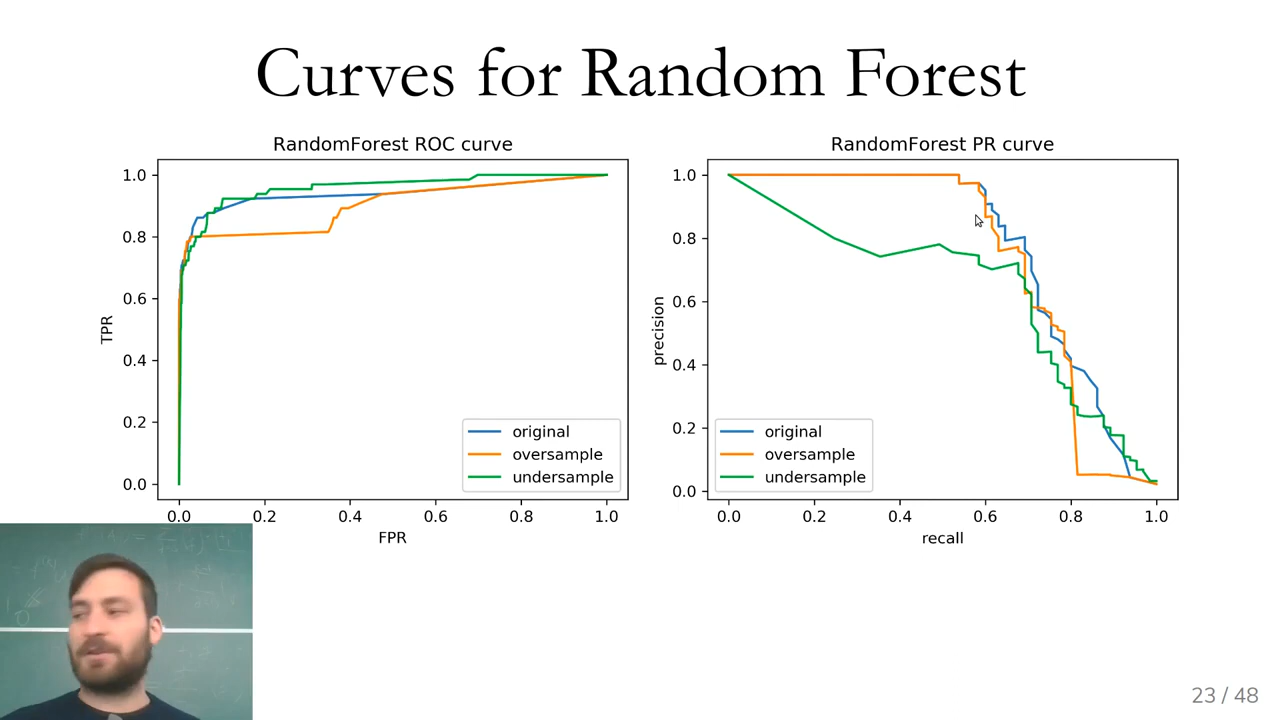 Curves for Random Forest
RandomForest ROC curve
1.0
0.8
0.6
0.4
0.2
0.0
TPR
0.0 0.2 0.4 0.6 0.8 1.0
FPR
original
oversample
undersample
RandomForest PR curve
1.0
0.8
0.6
0.4
0.2
0.0
precision
0.0 0.2 0.4 0.6 0.8 1.0
recall
original
oversample
undersample
23 / 48